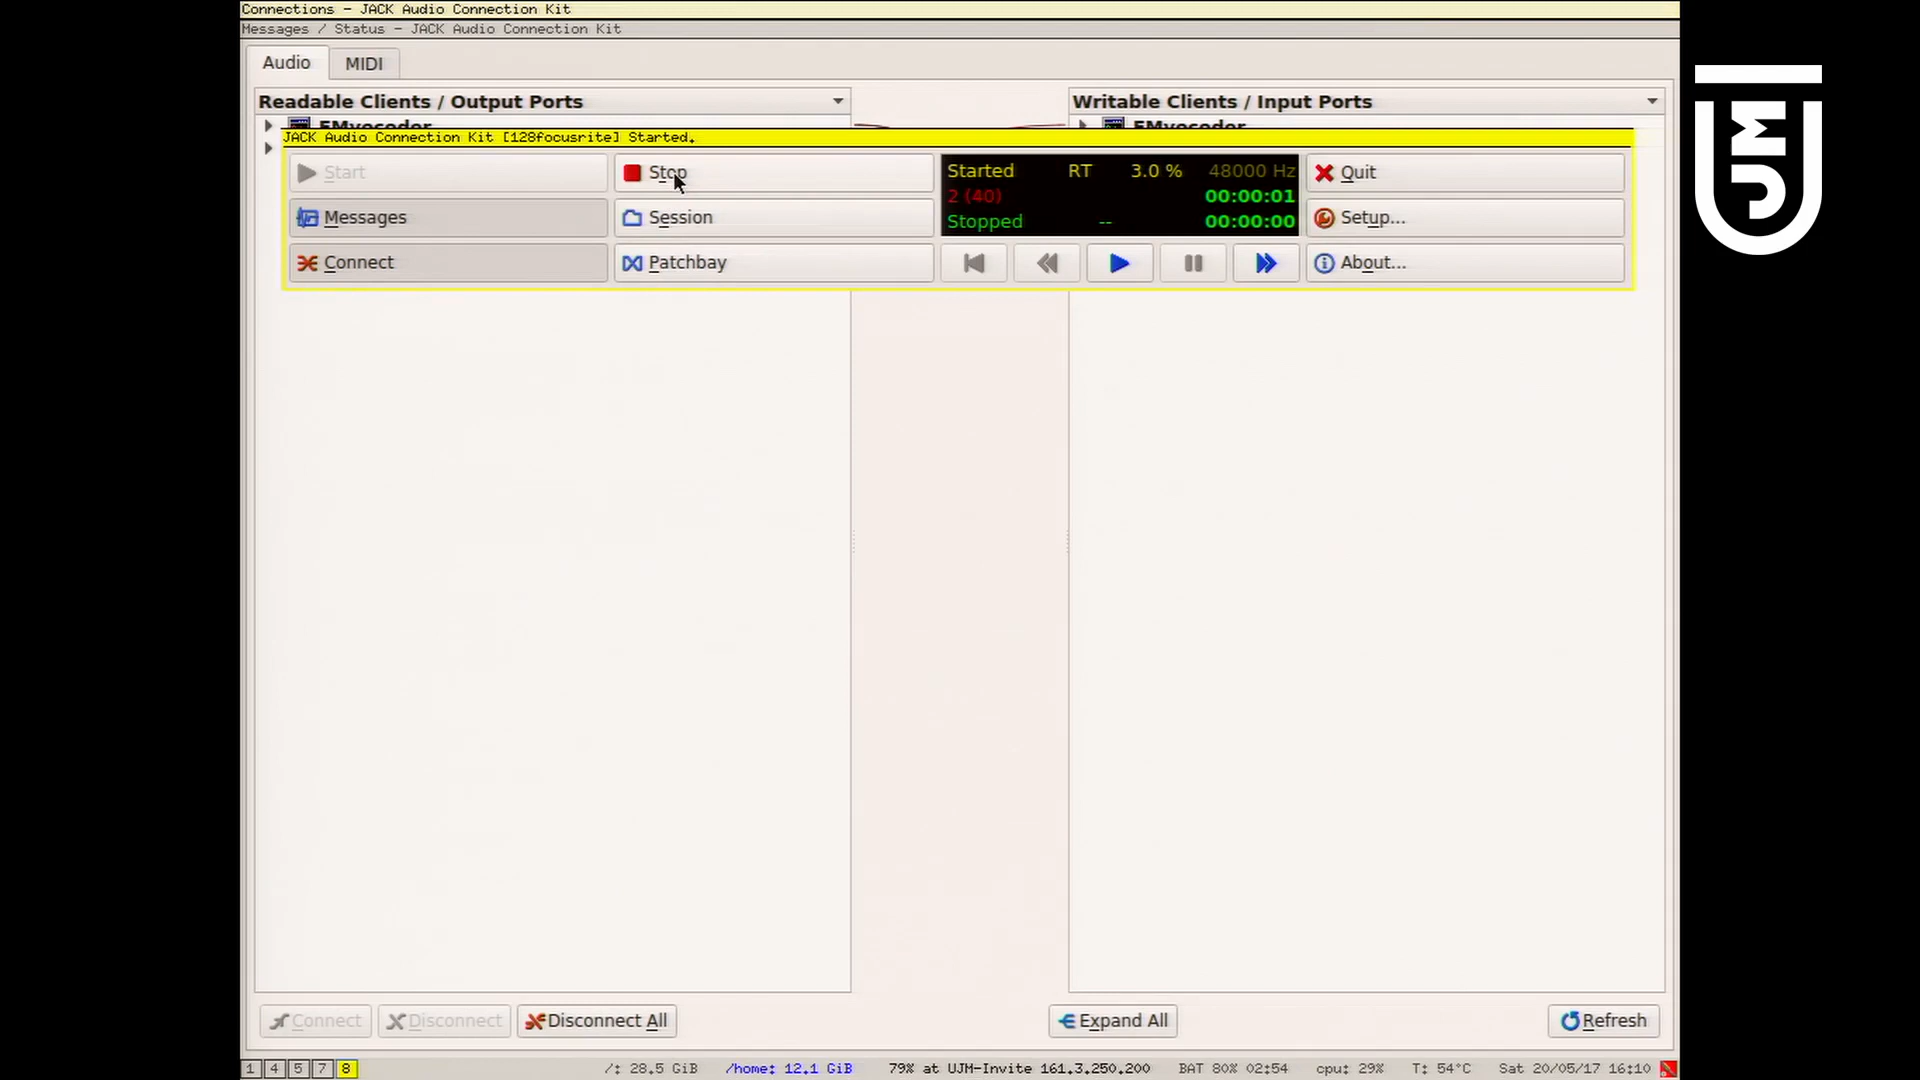 Connections - JACK Audio Connection Kit
Messages / Status - JACK Audio Connection Kit
Audio MIDI
Readable Clients / Output Ports
Writable Clients / Input Ports
EMvocoder
EMvocoder
JACK Audio Connection Kit [128focusrite] Started.
Start Stop Started RT 3.0 % 48000 Hz Quit
2 (40) 00:00:01
Messages Session Stopped -- 00:00:00 Setup...
Connect Patchbay About...
Connect Disconnect Disconnect All Expand All Refresh
1 4 5 7 8 /: 28.5 GiB /home: 12.1 GiB 79% at UJM-Invite 161.3.250.200 BAT 80% 02:54 cpu: 29% T: 54°C Sat 20/05/17 16:10
UJM